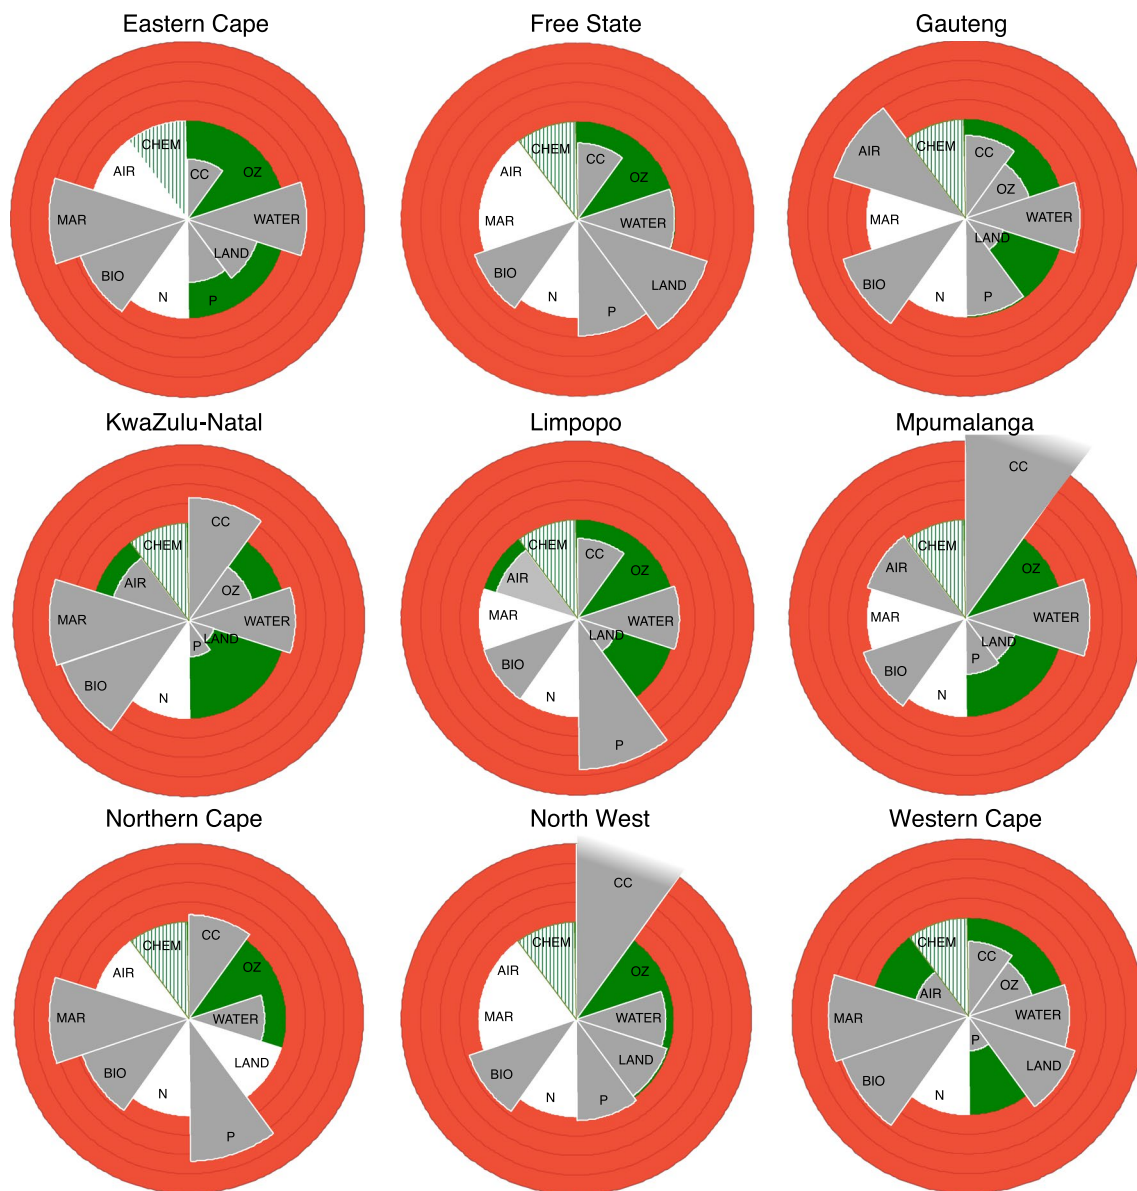 Eastern Cape
Free State
Gauteng
CHEM
CC
OZ
AIR
WATER
MAR
LAND
BIO
N
P
CHEM
CC
OZ
AIR
WATER
MAR
LAND
BIO
N
P
CHEM
CC
OZ
AIR
WATER
MAR
LAND
BIO
N
P
KwaZulu-Natal
Limpopo
Mpumalanga
CHEM
CC
OZ
AIR
WATER
MAR
LAND
BIO
N
P
CHEM
CC
OZ
AIR
WATER
MAR
LAND
BIO
N
P
CHEM
CC
OZ
AIR
WATER
MAR
LAND
BIO
N
P
Northern Cape
North West
Western Cape
CHEM
CC
OZ
AIR
WATER
MAR
LAND
BIO
N
P
CHEM
CC
OZ
AIR
WATER
MAR
LAND
BIO
N
P
CHEM
CC
OZ
AIR
WATER
MAR
LAND
BIO
N
P